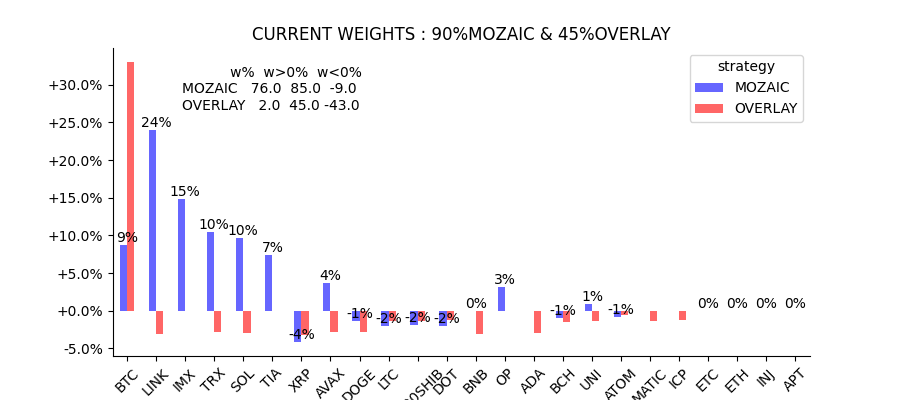 CURRENT WEIGHTS : 90%MOZAIC & 45%OVERLAY
w% w>0% w<0%
MOZAIC 76.0 85.0 -9.0
OVERLAY 2.0 45.0 -43.0
strategy
MOZAIC
OVERLAY
+30.0%
+25.0%
+20.0%
+15.0%
+10.0%
+5.0%
+0.0%
-5.0%
9%
24%
15%
10%
10%
7%
-4%
4%
-1%
-2%
-2%
-2%
0%
3%
-1%
1%
-1%
0%
0%
0%
0%
BTC
LINK
IMX
TRX
SOL
TIA
XRP
AVAX
DOGE
LTC
00SHIB
DOT
BNB
OP
ADA
BCH
UNI
ATOM
MATIC
ICP
ETC
ETH
INJ
APT